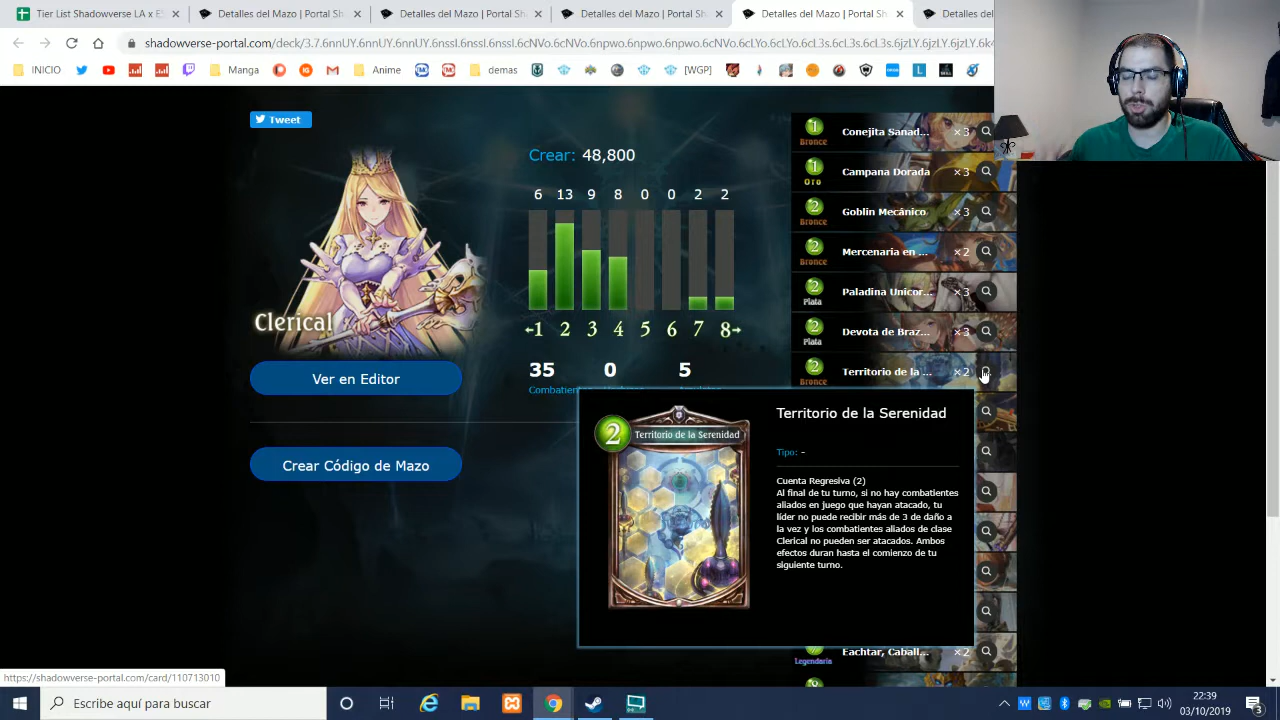 Tier List Shadowverse LA x E
Detalles del Mazo | Portal Sh
Detalles del Mazo | Portal Sh
Detalles del Mazo | Portal Sh
Detalles del Mazo | Portal Sh
Detalles del
shadowverse-portal.com/deck/3.7.6nnUY.6nnUY.6nnUY.6nssI.6nssI.6nssI.6cNVo.6npwo.6npwo.6npwo.6cNVo.6cLYo.6cLYo.6cLYo.6cL3s.6cL3s.6cL3s.6jzLY.6jzLY.6jzLY.6k
INICIO
Manga
Anime
demas
[WGP]
Tweet
Clerical
Ver en Editor
Crear Código de Mazo
Crear: 48,800
6 13 9 8 0 0 2 2
1 2 3 4 5 6 7 8
35 0 5
1 Bronce Conejita Sanad... ×3
1 Oro Campana Dorada ×3
2 Bronce Goblin Mecánico ×3
2 Bronce Mercenaria en ... ×2
2 Plata Paladina Unicor... ×3
2 Plata Devota de Braz... ×3
2 Bronce Territorio de la ... ×2
2 Territorio de la Serenidad
Territorio de la Serenidad
Tipo: -
Cuenta Regresiva (2)
Al final de tu turno, si no hay combatientes
aliados en juego que hayan atacado, tu
líder no puede recibir más de 3 de daño a
la vez y los combatientes aliados de clase
Clerical no pueden ser atacados. Ambos
efectos duran hasta el comienzo de tu
siguiente turno.
Legendaria Eachtar, Caball... ×2
https://shadowverse-portal.com/card/110713010
Escribe aquí para buscar
22:39
03/10/2019
3